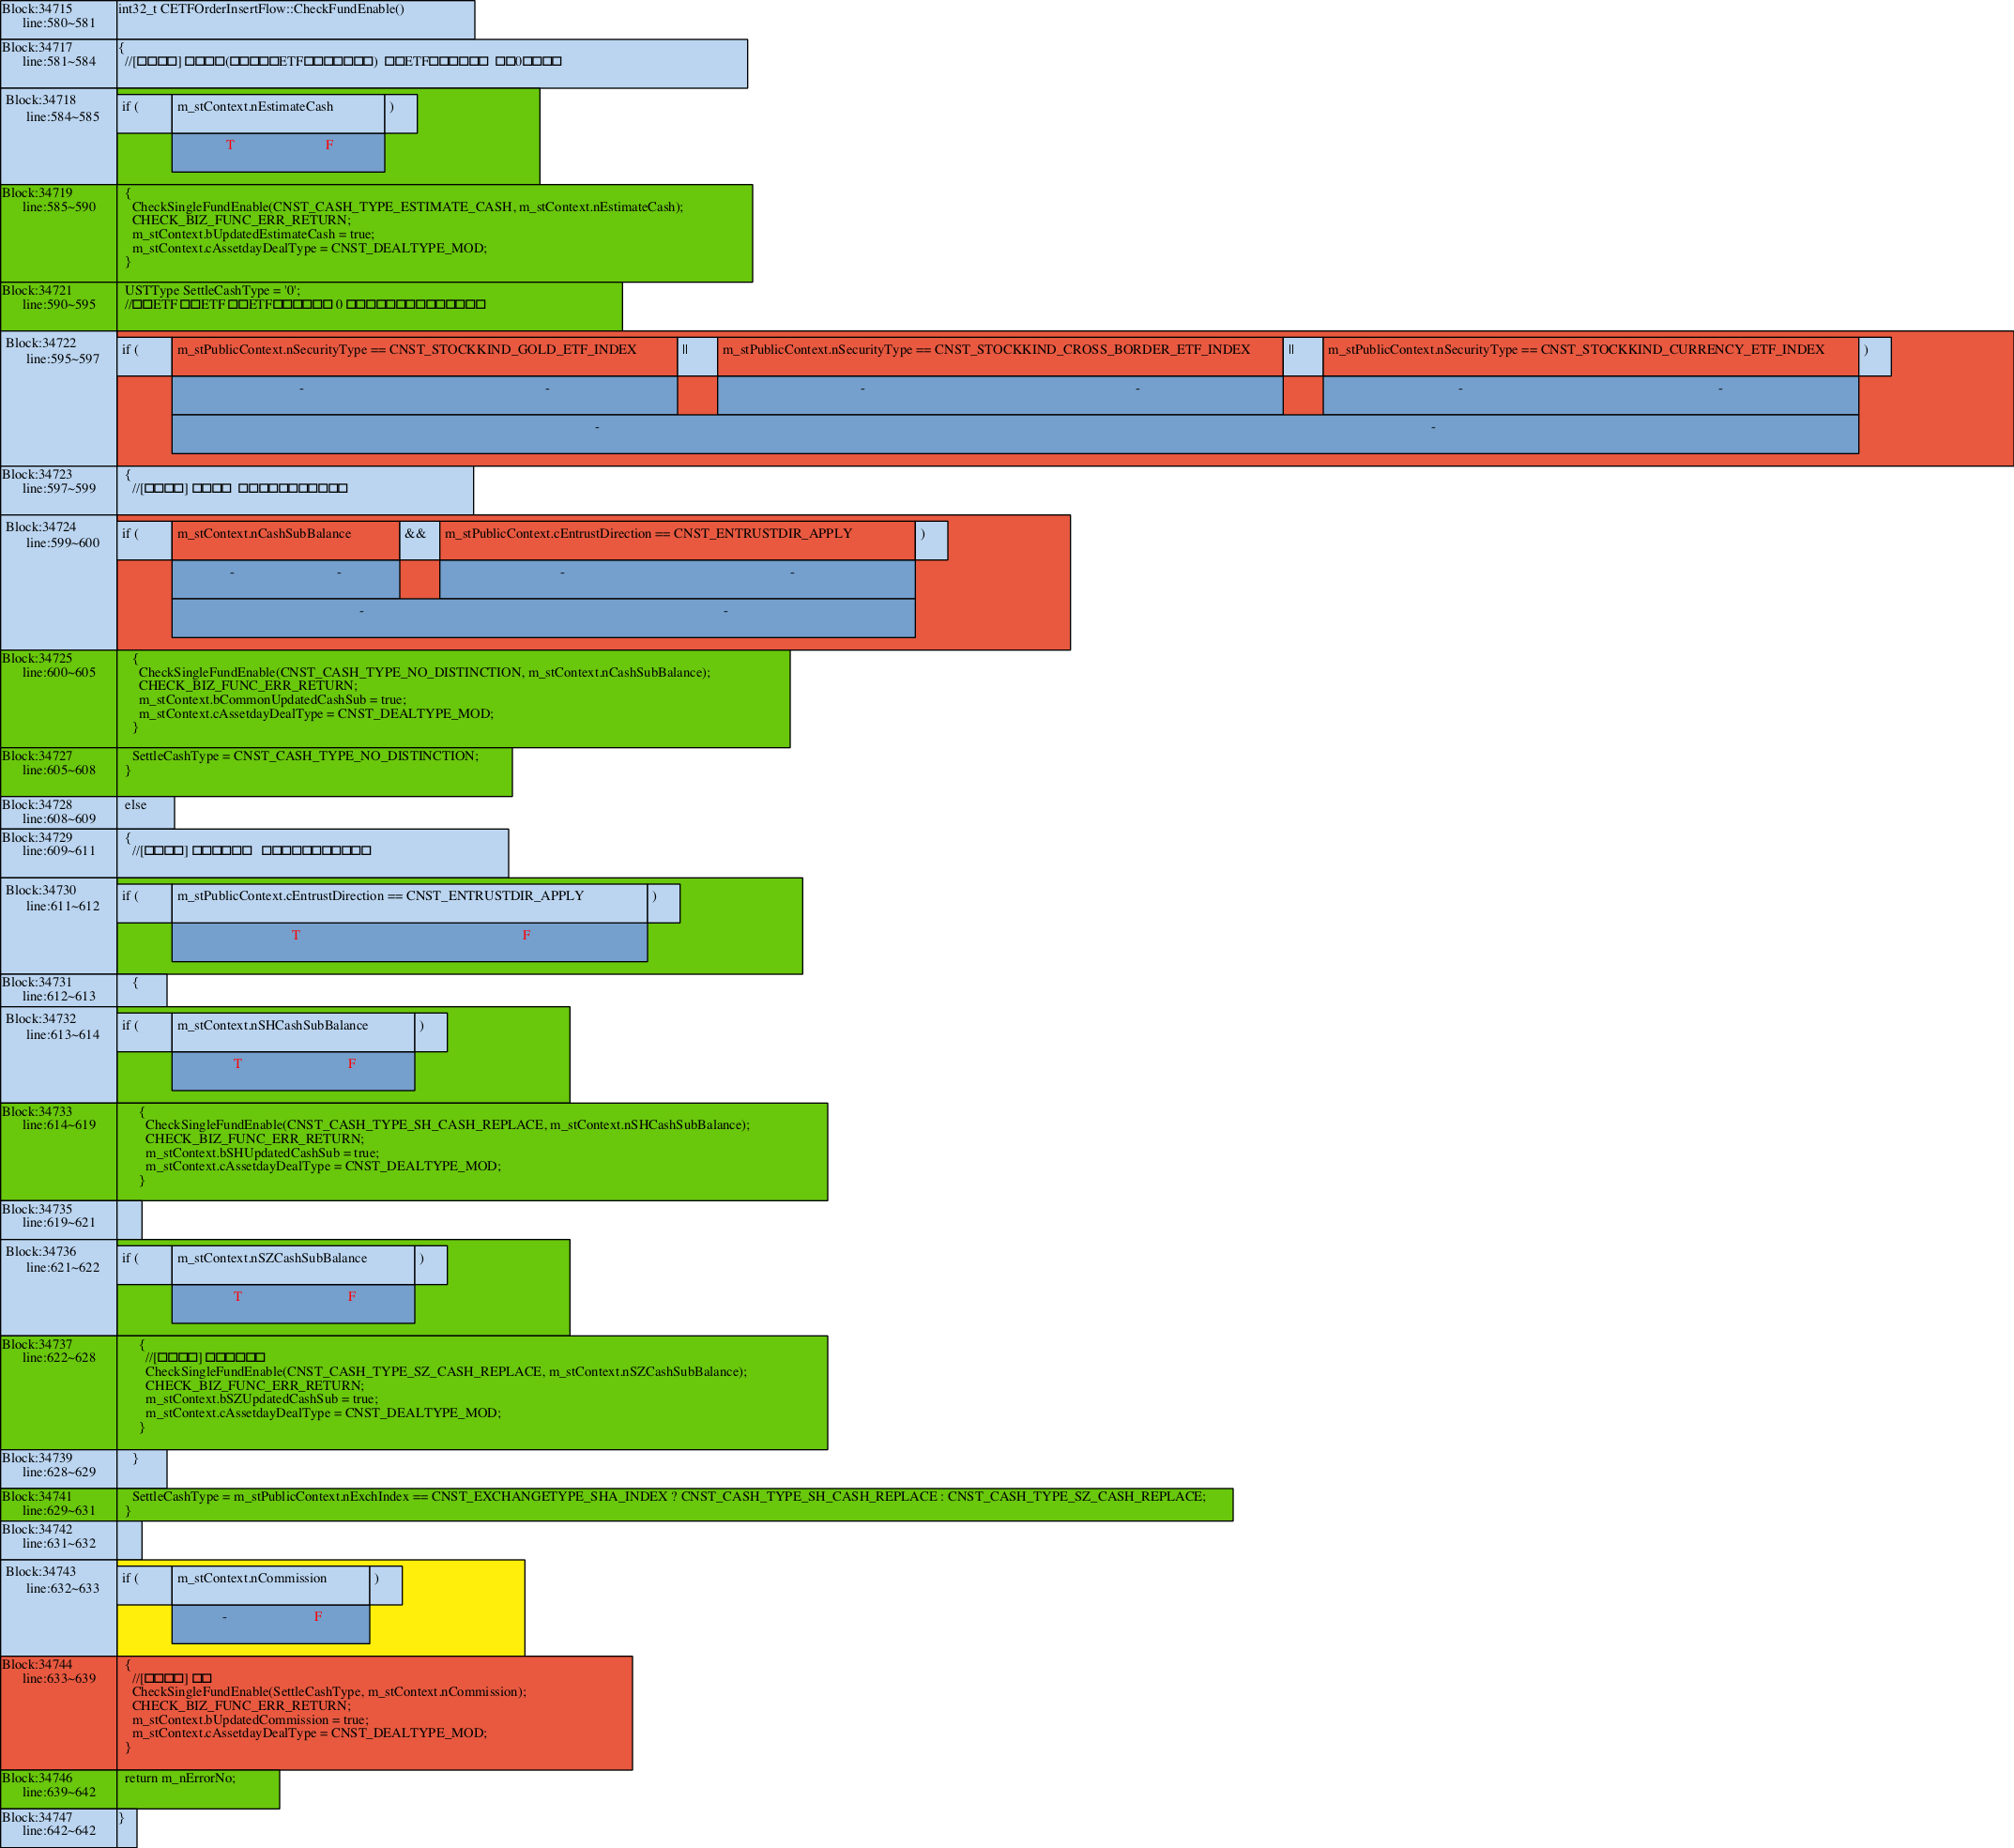 Block:34715
line:580~581
int32_t CETFOrderInsertFlow::CheckFundEnable()
Block:34717
line:581~584
{
//[□□□□] □□□□(□□□□□ETF□□□□□□□) □□ETF□□□□□□ □□0□□□□
Block:34718
line:584~585
if (
m_stContext.nEstimateCash
)
T F
Block:34719
line:585~590
{
CheckSingleFundEnable(CNST_CASH_TYPE_ESTIMATE_CASH, m_stContext.nEstimateCash);
CHECK_BIZ_FUNC_ERR_RETURN;
m_stContext.bUpdatedEstimateCash = true;
m_stContext.cAssetdayDealType = CNST_DEALTYPE_MOD;
}
Block:34721
line:590~595
USTType SettleCashType = '0';
//□□ETF □□ETF □□ETF□□□□□□ 0 □□□□□□□□□□□□□□
Block:34722
line:595~597
if (
m_stPublicContext.nSecurityType == CNST_STOCKKIND_GOLD_ETF_INDEX
||
m_stPublicContext.nSecurityType == CNST_STOCKKIND_CROSS_BORDER_ETF_INDEX
||
m_stPublicContext.nSecurityType == CNST_STOCKKIND_CURRENCY_ETF_INDEX
)
- - - - - -
- -
Block:34723
line:597~599
{
//[□□□□] □□□□ □□□□□□□□□□□
Block:34724
line:599~600
if (
m_stContext.nCashSubBalance
&&
m_stPublicContext.cEntrustDirection == CNST_ENTRUSTDIR_APPLY
)
- - - -
- -
Block:34725
line:600~605
{
CheckSingleFundEnable(CNST_CASH_TYPE_NO_DISTINCTION, m_stContext.nCashSubBalance);
CHECK_BIZ_FUNC_ERR_RETURN;
m_stContext.bCommonUpdatedCashSub = true;
m_stContext.cAssetdayDealType = CNST_DEALTYPE_MOD;
}
Block:34727
line:605~608
SettleCashType = CNST_CASH_TYPE_NO_DISTINCTION;
}
Block:34728
line:608~609
else
Block:34729
line:609~611
{
//[□□□□] □□□□□□ □□□□□□□□□□□
Block:34730
line:611~612
if (
m_stPublicContext.cEntrustDirection == CNST_ENTRUSTDIR_APPLY
)
T F
Block:34731
line:612~613
{
Block:34732
line:613~614
if (
m_stContext.nSHCashSubBalance
)
T F
Block:34733
line:614~619
{
CheckSingleFundEnable(CNST_CASH_TYPE_SH_CASH_REPLACE, m_stContext.nSHCashSubBalance);
CHECK_BIZ_FUNC_ERR_RETURN;
m_stContext.bSHUpdatedCashSub = true;
m_stContext.cAssetdayDealType = CNST_DEALTYPE_MOD;
}
Block:34735
line:619~621
Block:34736
line:621~622
if (
m_stContext.nSZCashSubBalance
)
T F
Block:34737
line:622~628
{
//[□□□□] □□□□□□
CheckSingleFundEnable(CNST_CASH_TYPE_SZ_CASH_REPLACE, m_stContext.nSZCashSubBalance);
CHECK_BIZ_FUNC_ERR_RETURN;
m_stContext.bSZUpdatedCashSub = true;
m_stContext.cAssetdayDealType = CNST_DEALTYPE_MOD;
}
Block:34739
line:628~629
}
Block:34741
line:629~631
SettleCashType = m_stPublicContext.nExchIndex == CNST_EXCHANGETYPE_SHA_INDEX ? CNST_CASH_TYPE_SH_CASH_REPLACE : CNST_CASH_TYPE_SZ_CASH_REPLACE;
}
Block:34742
line:631~632
Block:34743
line:632~633
if (
m_stContext.nCommission
)
- F
Block:34744
line:633~639
{
//[□□□□] □□
CheckSingleFundEnable(SettleCashType, m_stContext.nCommission);
CHECK_BIZ_FUNC_ERR_RETURN;
m_stContext.bUpdatedCommission = true;
m_stContext.cAssetdayDealType = CNST_DEALTYPE_MOD;
}
Block:34746
line:639~642
return m_nErrorNo;
Block:34747
line:642~642
}